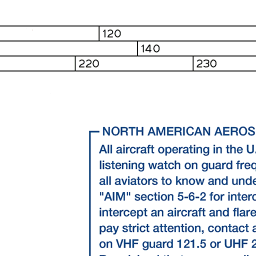 120
140
220 230
NORTH AMERICAN AEROS
All aircraft operating in the U.
listening watch on guard freq
all aviators to know and unde
"AIM" section 5-6-2 for interc
intercept an aircraft and flare
pay strict attention, contact a
on VHF guard 121.5 or UHF 2